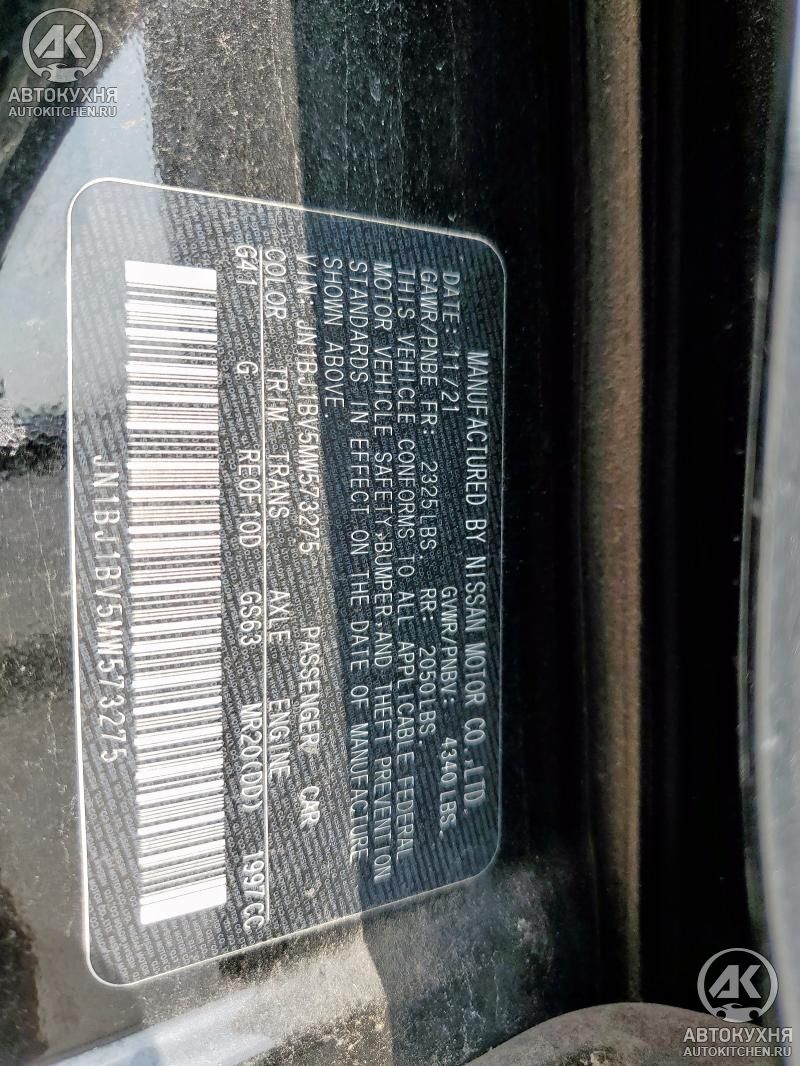 AK
АВТОКУХНЯ
AUTOKITCHEN.RU
MANUFACTURED BY NISSAN MOTOR CO.,LTD.
DATE: 11/21 GVWR/PNBV: 4340LBS.
GAWR/PNBE FR: 2325LBS RR: 2050LBS.
THIS VEHICLE CONFORMS TO ALL APPLICABLE FEDERAL
MOTOR VEHICLE SAFETY,BUMPER AND THEFT PREVENTION
STANDARDS IN EFFECT ON THE DATE OF MANUFACTURE
SHOWN ABOVE.
VIN: JN1BJ1BV5MW573275 PASSENGER CAR
COLOR TRIM TRANS AXLE ENGINE
G41 G REOF10D GS63 MR20(DD) 1997CC
JN1BJ1BV5MW573275
AK
АВТОКУХНЯ
AUTOKITCHEN.RU